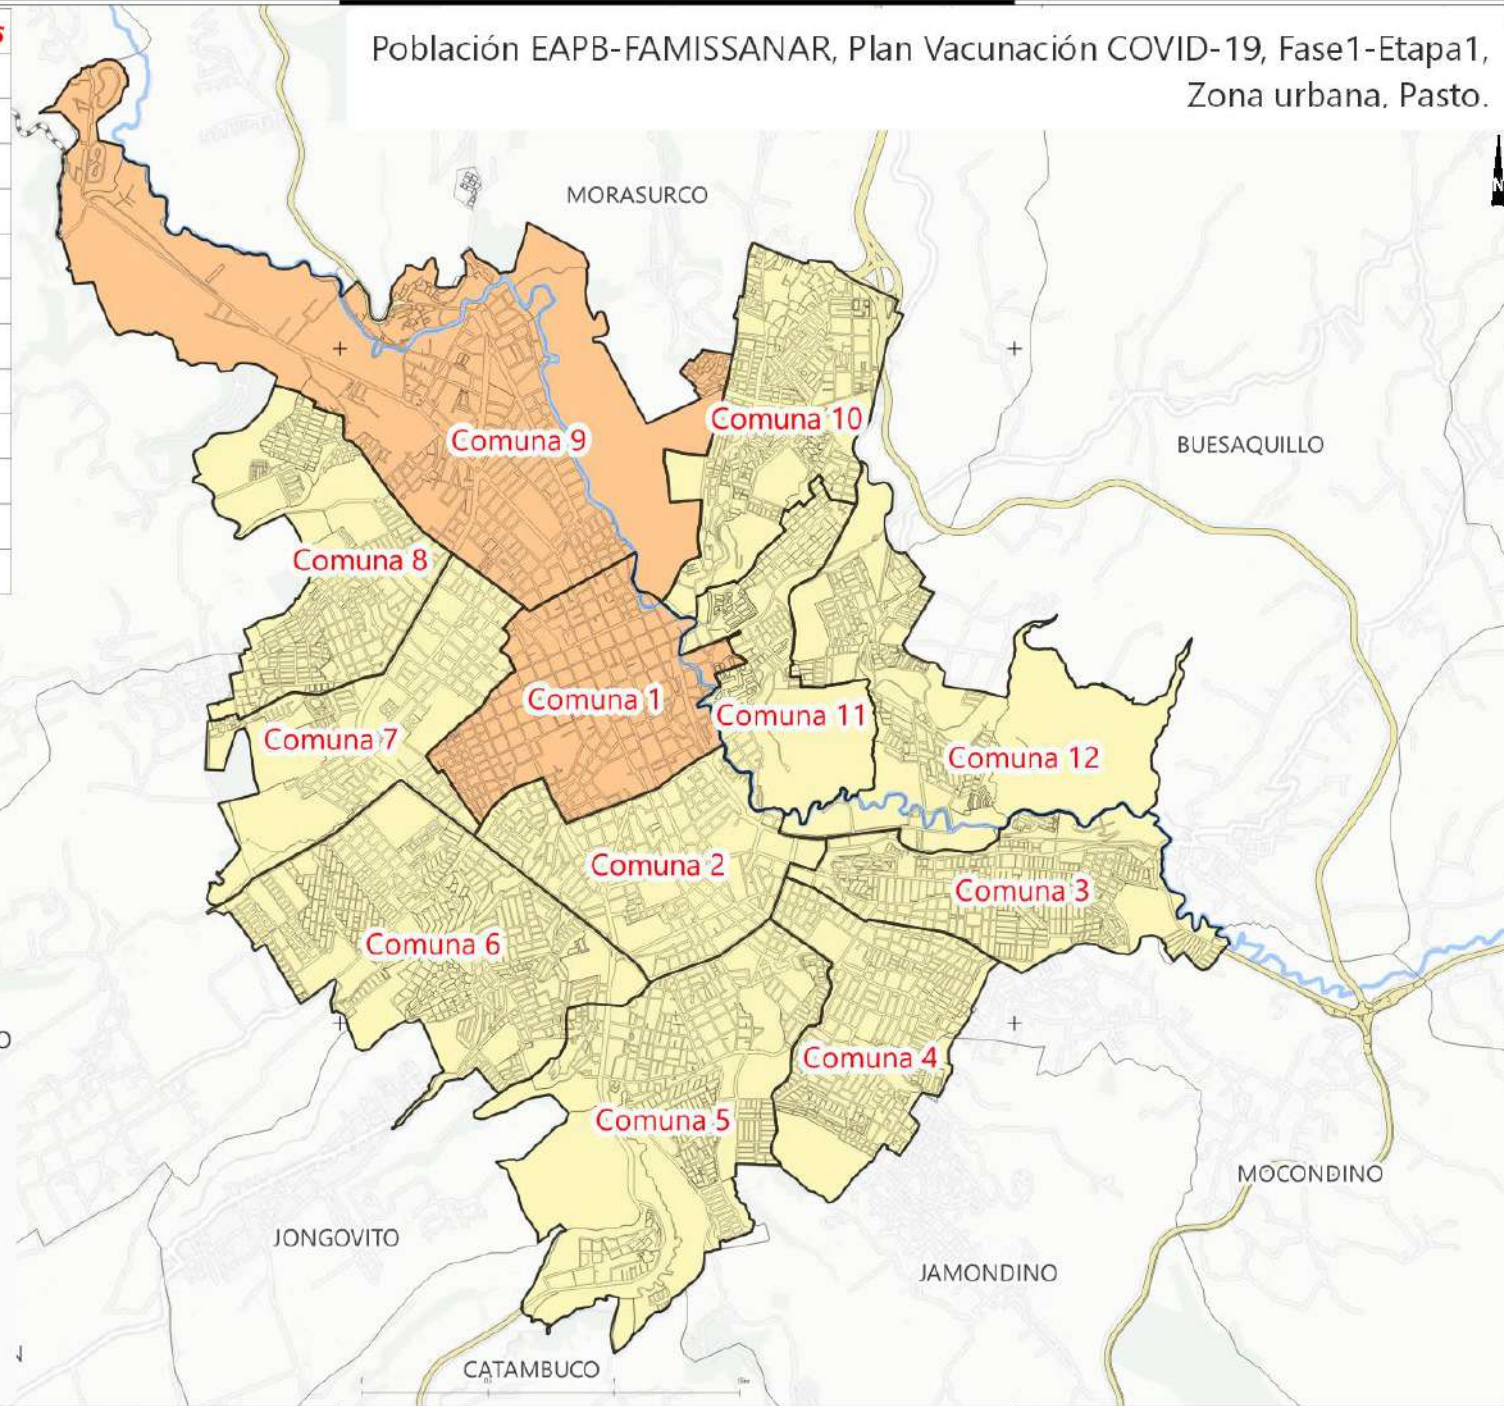 Población EAPB-FAMISSANAR, Plan Vacunación COVID-19, Fase1-Etapa1,
Zona urbana, Pasto.
N
MORASURCO
Comuna 10
Comuna 9
BUESAQUILLO
Comuna 8
Comuna 1
Comuna 11
Comuna 7
Comuna 12
Comuna 2
Comuna 3
Comuna 6
Comuna 4
Comuna 5
MOCONDINO
JONGOVITO
JAMONDINO
CATAMBUCO